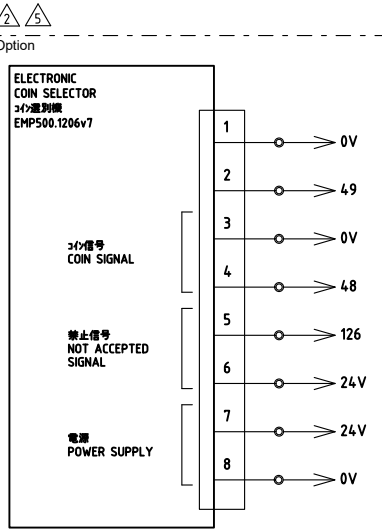 2 5
Option
ELECTRONIC
COIN SELECTOR
コイン選別機
EMP500.1206v7
1 0V
2 49
3 0V
コイン信号
COIN SIGNAL
4 48
5 126
禁止信号
NOT ACCEPTED
SIGNAL
6 24V
7 24V
電源
POWER SUPPLY
8 0V